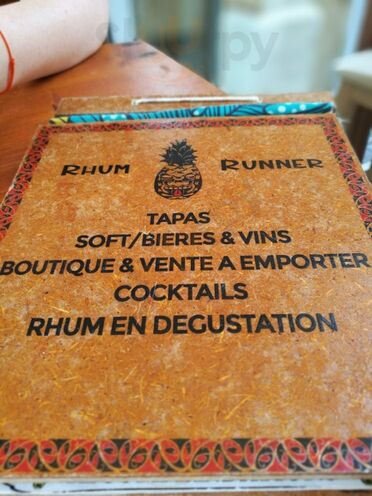 RHUM RUNNER
TAPAS
SOFT/BIERES & VINS
BOUTIQUE & VENTE A EMPORTER
COCKTAILS
RHUM EN DEGUSTATION